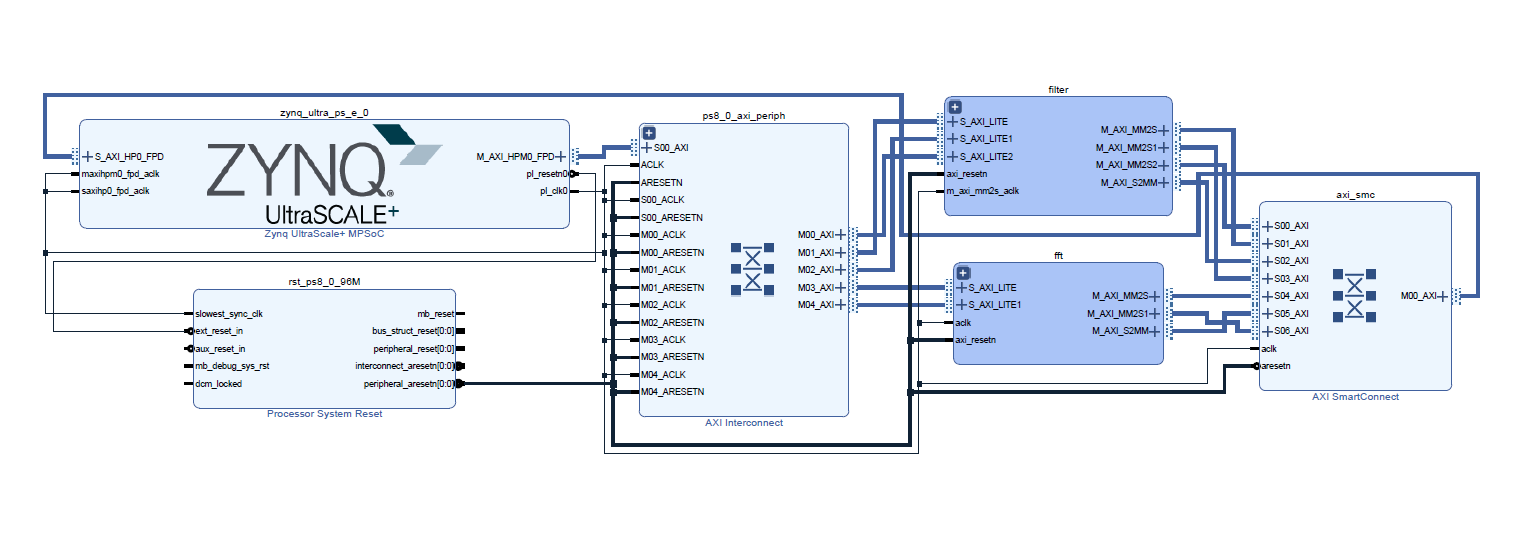 zynq_ultra_ps_e_0
S_AXI_HP0_FPD
maxihpm0_fpd_aclk
saxihp0_fpd_aclk
ZYNQ
UltraSCALE+
M_AXI_HPM0_FPD
pl_resetn0
pl_clk0
Zynq UltraScale+ MPSoC
rst_ps8_0_96M
slowest_sync_clk
ext_reset_in
aux_reset_in
mb_debug_sys_rst
dcm_locked
mb_reset
bus_struct_reset[0:0]
peripheral_reset[0:0]
interconnect_aresetn[0:0]
peripheral_aresetn[0:0]
Processor System Reset
ps8_0_axi_periph
S00_AXI
ACLK
ARESETN
S00_ACLK
S00_ARESETN
M00_ACLK
M00_ARESETN
M01_ACLK
M01_ARESETN
M02_ACLK
M02_ARESETN
M03_ACLK
M03_ARESETN
M04_ACLK
M04_ARESETN
M00_AXI
M01_AXI
M02_AXI
M03_AXI
M04_AXI
AXI Interconnect
filter
S_AXI_LITE
S_AXI_LITE1
S_AXI_LITE2
axi_resetn
m_axi_mm2s_aclk
M_AXI_MM2S
M_AXI_MM2S1
M_AXI_MM2S2
M_AXI_S2MM
fft
S_AXI_LITE
S_AXI_LITE1
aclk
axi_resetn
M_AXI_MM2S
M_AXI_MM2S1
M_AXI_S2MM
axi_smc
S00_AXI
S01_AXI
S02_AXI
S03_AXI
S04_AXI
S05_AXI
S06_AXI
aclk
aresetn
M00_AXI
AXI SmartConnect